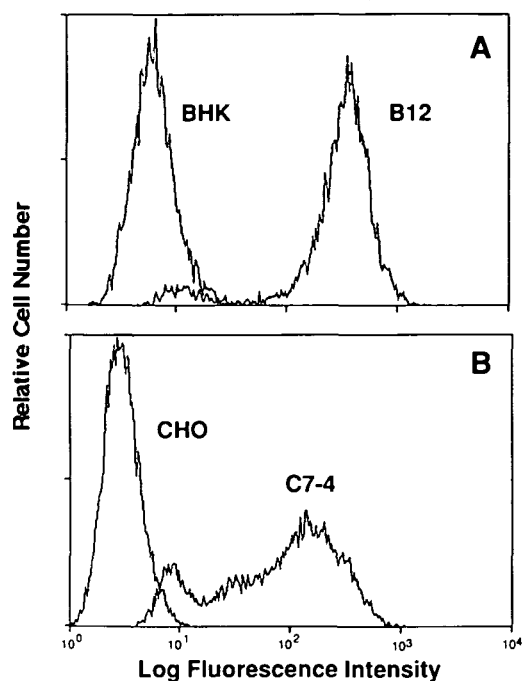 A
BHK
B12
Relative Cell Number
B
CHO
C7-4
10⁰ 10¹ 10² 10³ 10⁴
Log Fluorescence Intensity